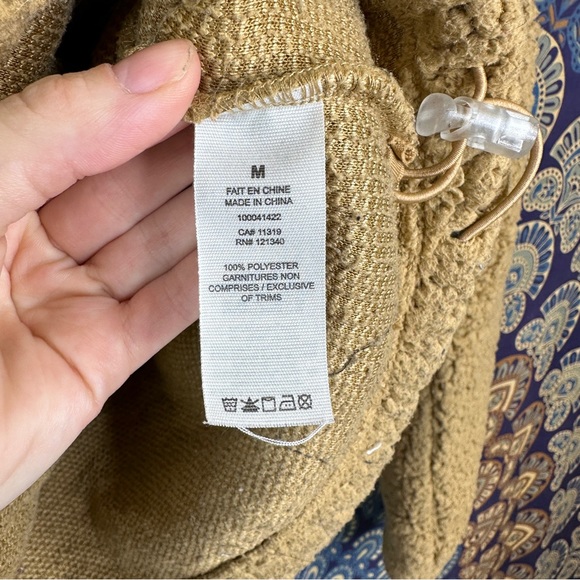 M
FAIT EN CHINE
MADE IN CHINA
100041422
CA# 11319
RN# 121340
100% POLYESTER
GARNITURES NON
COMPRISES / EXCLUSIVE
OF TRIMS